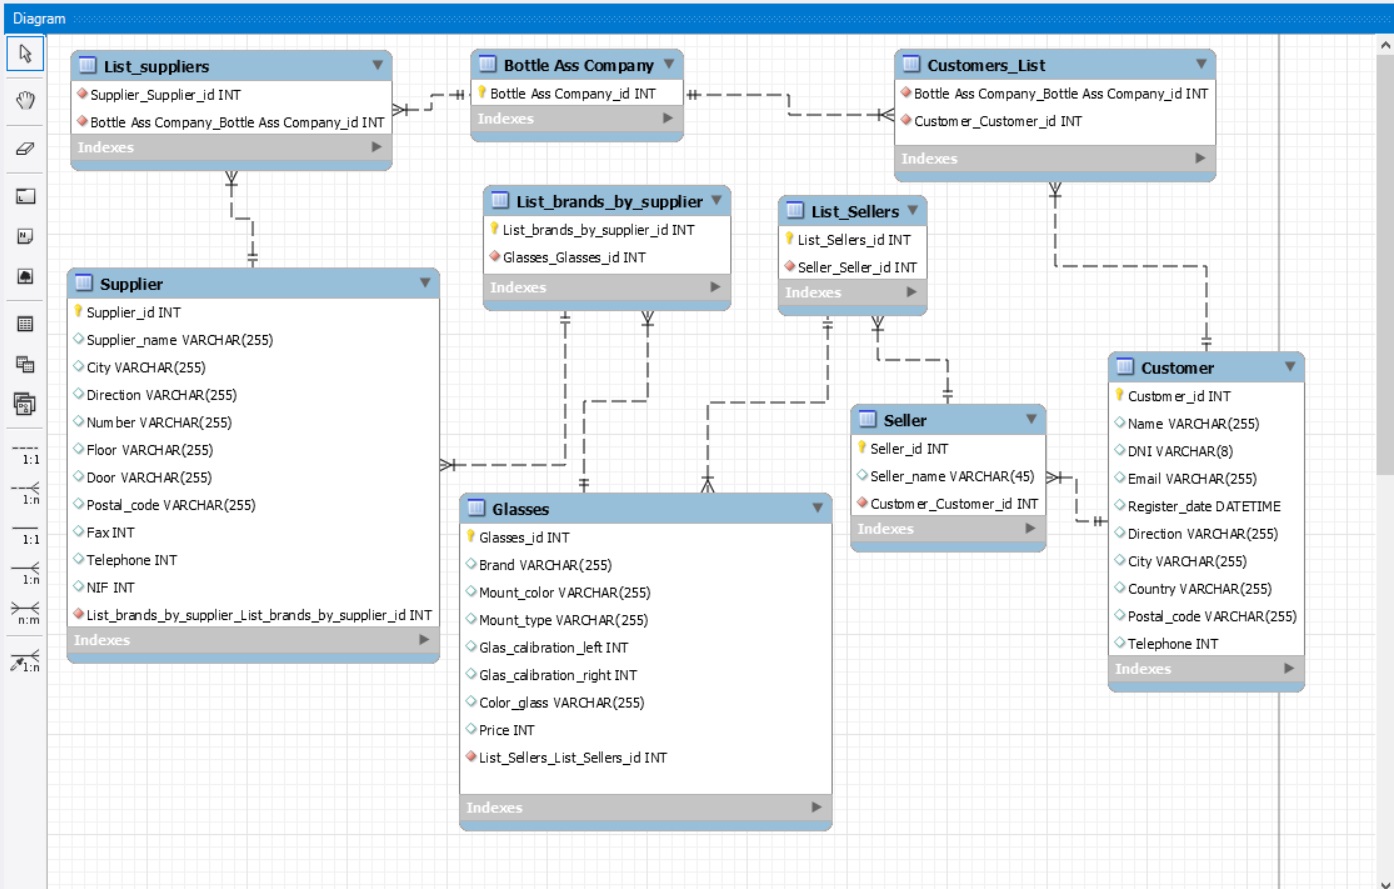 Diagram
List_suppliers
Supplier_Supplier_id INT
Bottle Ass Company_Bottle Ass Company_id INT
Indexes
Bottle Ass Company
Bottle Ass Company_id INT
Indexes
Customers_List
Bottle Ass Company_Bottle Ass Company_id INT
Customer_Customer_id INT
Indexes
List_brands_by_supplier
List_brands_by_supplier_id INT
Glasses_Glasses_id INT
Indexes
List_Sellers
List_Sellers_id INT
Seller_Seller_id INT
Indexes
Supplier
Supplier_id INT
Supplier_name VARCHAR(255)
City VARCHAR(255)
Direction VARCHAR(255)
Number VARCHAR(255)
Floor VARCHAR(255)
Door VARCHAR(255)
Postal_code VARCHAR(255)
Fax INT
Telephone INT
NIF INT
List_brands_by_supplier_List_brands_by_supplier_id INT
Indexes
Glasses
Glasses_id INT
Brand VARCHAR(255)
Mount_color VARCHAR(255)
Mount_type VARCHAR(255)
Glas_calibration_left INT
Glas_calibration_right INT
Color_glass VARCHAR(255)
Price INT
List_Sellers_List_Sellers_id INT
Indexes
Seller
Seller_id INT
Seller_name VARCHAR(45)
Customer_Customer_id INT
Indexes
Customer
Customer_id INT
Name VARCHAR(255)
DNI VARCHAR(8)
Email VARCHAR(255)
Register_date DATETIME
Direction VARCHAR(255)
City VARCHAR(255)
Country VARCHAR(255)
Postal_code VARCHAR(255)
Telephone INT
Indexes
N
1:1
1:n
1:1
1:n
n:m
1:n